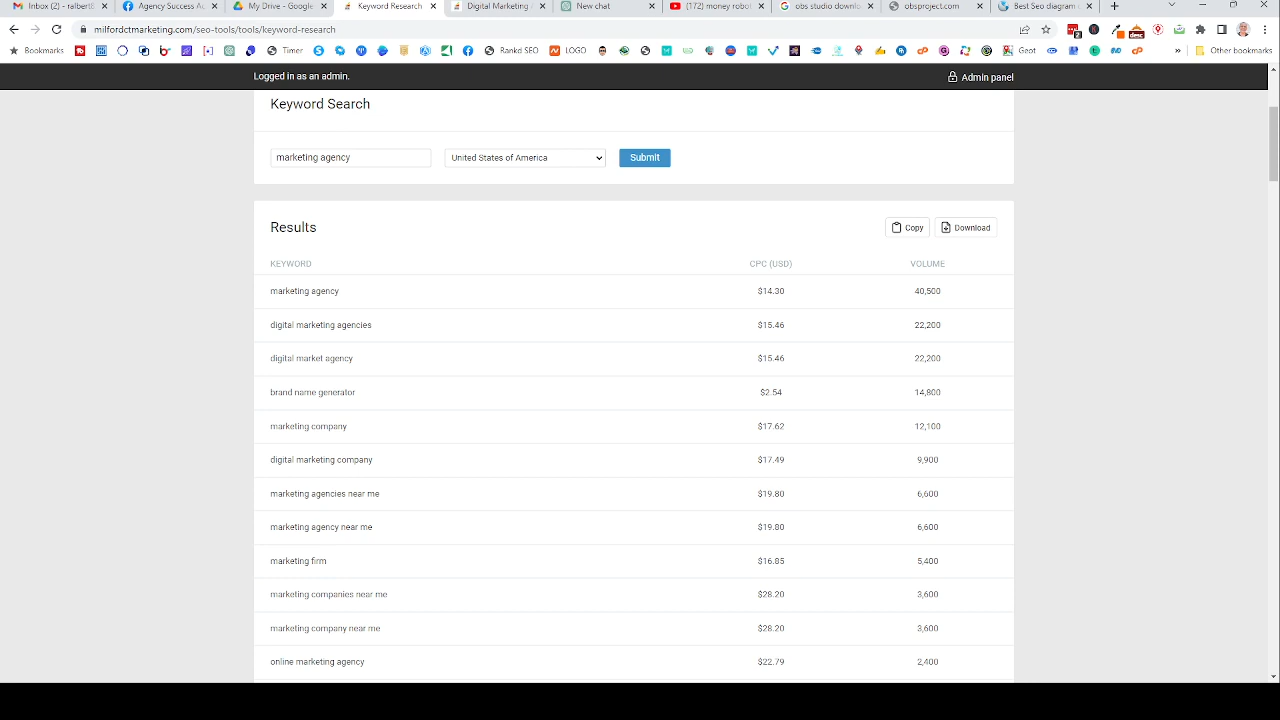 Inbox (2) - ralbert8
Agency Success Ac
My Drive - Google
Keyword Research
Digital Marketing
New chat
(172) money robot
obs studio downlo
obsproject.com
Best Seo diagram
milfordctmarketing.com/seo-tools/tools/keyword-research
Bookmarks
Timer
Rankd SEO
LOGO
Geot
Other bookmarks
Logged in as an admin.
Admin panel
Keyword Search
marketing agency
United States of America
Submit
Results
Copy
Download
KEYWORD CPC (USD) VOLUME
marketing agency $14.30 40,500
digital marketing agencies $15.46 22,200
digital market agency $15.46 22,200
brand name generator $2.54 14,800
marketing company $17.62 12,100
digital marketing company $17.49 9,900
marketing agencies near me $19.80 6,600
marketing agency near me $19.80 6,600
marketing firm $16.85 5,400
marketing companies near me $28.20 3,600
marketing company near me $28.20 3,600
online marketing agency $22.79 2,400